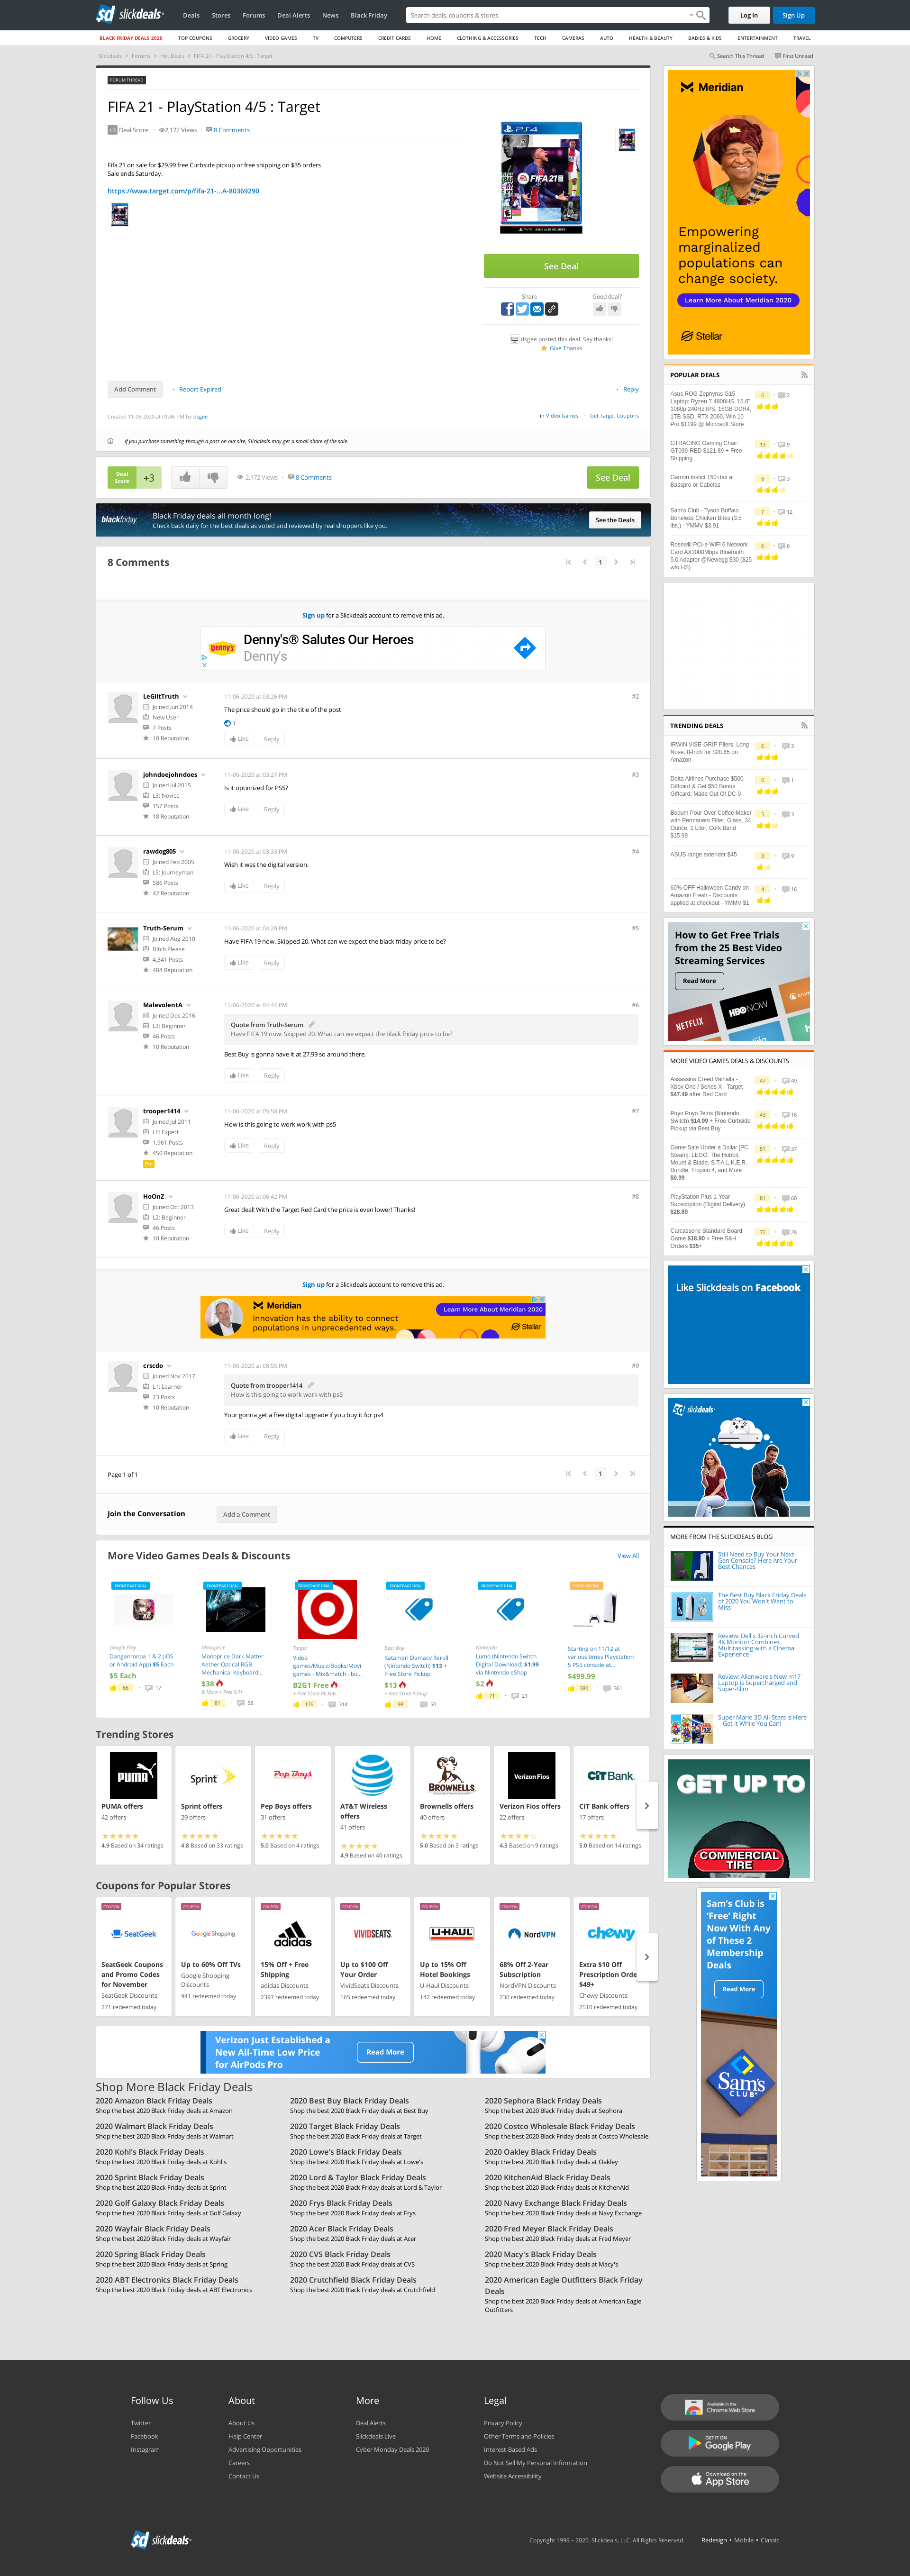 sd slickdeals
Deals Stores Forums Deal Alerts News Black Friday
Search deals, coupons & stores
Log In Sign Up
BLACK FRIDAY DEALS 2020 TOP COUPONS GROCERY VIDEO GAMES TV COMPUTERS CREDIT CARDS HOME CLOTHING & ACCESSORIES TECH CAMERAS AUTO HEALTH & BEAUTY BABIES & KIDS ENTERTAINMENT TRAVEL
Slickdeals > Forums > Hot Deals > FIFA 21 - PlayStation 4/5 : Target
Search This Thread First Unread
FORUM THREAD
FIFA 21 - PlayStation 4/5 : Target
+3 Deal Score 2,172 Views 8 Comments
Fifa 21 on sale for $29.99 free Curbside pickup or free shipping on $35 orders
Sale ends Saturday.
https://www.target.com/p/fifa-21-...A-80369290
PS4
FIFA 21
See Deal
Share Good deal?
dsgee posted this deal. Say thanks!
Give Thanks
Add Comment Report Expired Reply
Created 11-06-2020 at 01:46 PM by dsgee
in Video Games Get Target Coupons
If you purchase something through a post on our site, Slickdeals may get a small share of the sale.
Deal Score +3 2,172 Views 8 Comments See Deal
blackfriday
Black Friday deals all month long!
Check back daily for the best deals as voted and reviewed by real shoppers like you.
See the Deals
8 Comments
1
Sign up for a Slickdeals account to remove this ad.
Denny's
Denny's® Salutes Our Heroes
Denny's
LeGiitTruth
Joined Jun 2014
New User
7 Posts
10 Reputation
11-06-2020 at 03:26 PM
#2
The price should go in the title of the post
1
Like Reply
johndoejohndoes
Joined Jul 2015
L3: Novice
157 Posts
18 Reputation
11-06-2020 at 03:27 PM
#3
Is it optimized for PS5?
Like Reply
rawdog805
Joined Feb 2005
L5: Journeyman
586 Posts
42 Reputation
11-06-2020 at 03:33 PM
#4
Wish it was the digital version.
Like Reply
Truth-Serum
Joined Aug 2010
B!tch Please
4,341 Posts
484 Reputation
11-06-2020 at 04:20 PM
#5
Have FIFA 19 now. Skipped 20. What can we expect the black friday price to be?
Like Reply
MalevolentA
Joined Dec 2016
L2: Beginner
46 Posts
10 Reputation
11-06-2020 at 04:44 PM
#6
Quote from Truth-Serum
Have FIFA 19 now. Skipped 20. What can we expect the black friday price to be?
Best Buy is gonna have it at 27.99 so around there.
Like Reply
trooper1414
Joined Jul 2011
L6: Expert
1,961 Posts
450 Reputation
Pro
11-06-2020 at 05:58 PM
#7
How is this going to work work with ps5
Like Reply
HoOnZ
Joined Oct 2013
L2: Beginner
46 Posts
10 Reputation
11-06-2020 at 06:42 PM
#8
Great deal! With the Target Red Card the price is even lower! Thanks!
Like Reply
Sign up for a Slickdeals account to remove this ad.
Meridian
Innovation has the ability to connect
populations in unprecedented ways.
Learn More About Meridian 2020
Stellar
crscdo
Joined Nov 2017
L1: Learner
23 Posts
10 Reputation
11-06-2020 at 08:55 PM
#9
Quote from trooper1414
How is this going to work work with ps5
Your gonna get a free digital upgrade if you buy it for ps4
Like Reply
Page 1 of 1
1
Join the Conversation Add a Comment
More Video Games Deals & Discounts View All
FRONTPAGE DEAL
Google Play
Danganronpa 1 & 2 (iOS
or Android App) $5 Each
$5 Each
66 17
FRONTPAGE DEAL
Monoprice
Monoprice Dark Matter
Aether Optical RGB
Mechanical Keyboard...
$38
& More + Free S/H
81 58
FRONTPAGE DEAL
Target
Video
games/Music/Books/Movi
games - Mix&match - bu...
B2G1 Free
+ Free Store Pickup
176 314
FRONTPAGE DEAL
Best Buy
Katamari Damacy Reroll
(Nintendo Switch) $13 +
Free Store Pickup
$13
+ Free Store Pickup
98 50
FRONTPAGE DEAL
Nintendo
Lumo (Nintendo Switch
Digital Download) $1.99
via Nintendo eShop
$2
71 21
POPULAR DEAL
Starting on 11/12 at
various times Playstation
5 PS5 console at...
$499.99
380 361
Trending Stores
PUMA
PUMA offers
42 offers
4.9 Based on 34 ratings
Sprint
Sprint offers
29 offers
4.8 Based on 33 ratings
Pep Boys
Pep Boys offers
31 offers
5.0 Based on 4 ratings
AT&T Wireless
offers
41 offers
4.9 Based on 40 ratings
BROWNELLS
Brownells offers
40 offers
5.0 Based on 3 ratings
Verizon Fios
Verizon Fios offers
22 offers
4.3 Based on 9 ratings
CIT Bank
CIT Bank offers
17 offers
5.0 Based on 14 ratings
Coupons for Popular Stores
COUPON
SeatGeek
SeatGeek Coupons
and Promo Codes
for November
SeatGeek Discounts
271 redeemed today
COUPON
Google Shopping
Up to 60% Off TVs
Google Shopping
Discounts
941 redeemed today
COUPON
adidas
15% Off + Free
Shipping
adidas Discounts
2397 redeemed today
COUPON
VIVIDSEATS
Up to $100 Off
Your Order
VividSeats Discounts
165 redeemed today
COUPON
U-HAUL
Up to 15% Off
Hotel Bookings
U-Haul Discounts
142 redeemed today
COUPON
NordVPN
68% Off 2-Year
Subscription
NordVPN Discounts
230 redeemed today
COUPON
chewy
Extra $10 Off
Prescription Orde
$49+
Chewy Discounts
2510 redeemed today
Verizon Just Established a
New All-Time Low Price
for AirPods Pro
Read More
Shop More Black Friday Deals
2020 Amazon Black Friday Deals
Shop the best 2020 Black Friday deals at Amazon
2020 Walmart Black Friday Deals
Shop the best 2020 Black Friday deals at Walmart
2020 Kohl's Black Friday Deals
Shop the best 2020 Black Friday deals at Kohl's
2020 Sprint Black Friday Deals
Shop the best 2020 Black Friday deals at Sprint
2020 Golf Galaxy Black Friday Deals
Shop the best 2020 Black Friday deals at Golf Galaxy
2020 Wayfair Black Friday Deals
Shop the best 2020 Black Friday deals at Wayfair
2020 Spring Black Friday Deals
Shop the best 2020 Black Friday deals at Spring
2020 ABT Electronics Black Friday Deals
Shop the best 2020 Black Friday deals at ABT Electronics
2020 Best Buy Black Friday Deals
Shop the best 2020 Black Friday deals at Best Buy
2020 Target Black Friday Deals
Shop the best 2020 Black Friday deals at Target
2020 Lowe's Black Friday Deals
Shop the best 2020 Black Friday deals at Lowe's
2020 Lord & Taylor Black Friday Deals
Shop the best 2020 Black Friday deals at Lord & Taylor
2020 Frys Black Friday Deals
Shop the best 2020 Black Friday deals at Frys
2020 Acer Black Friday Deals
Shop the best 2020 Black Friday deals at Acer
2020 CVS Black Friday Deals
Shop the best 2020 Black Friday deals at CVS
2020 Crutchfield Black Friday Deals
Shop the best 2020 Black Friday deals at Crutchfield
2020 Sephora Black Friday Deals
Shop the best 2020 Black Friday deals at Sephora
2020 Costco Wholesale Black Friday Deals
Shop the best 2020 Black Friday deals at Costco Wholesale
2020 Oakley Black Friday Deals
Shop the best 2020 Black Friday deals at Oakley
2020 KitchenAid Black Friday Deals
Shop the best 2020 Black Friday deals at KitchenAid
2020 Navy Exchange Black Friday Deals
Shop the best 2020 Black Friday deals at Navy Exchange
2020 Fred Meyer Black Friday Deals
Shop the best 2020 Black Friday deals at Fred Meyer
2020 Macy's Black Friday Deals
Shop the best 2020 Black Friday deals at Macy's
2020 American Eagle Outfitters Black Friday
Deals
Shop the best 2020 Black Friday deals at American Eagle
Outfitters
Meridian
Empowering
marginalized
populations can
change society.
Learn More About Meridian 2020
Stellar
POPULAR DEALS
Asus ROG Zephyrus G15
Laptop: Ryzen 7 4800HS, 15.6"
1080p 240Hz IPS, 16GB DDR4,
1TB SSD, RTX 2060, Win 10
Pro $1199 @ Microsoft Store
6 2
GTRACING Gaming Chair:
GT099-RED $121.89 + Free
Shipping
13 9
Garmin Instict 150+tax at
Basspro or Cabelas
8 3
Sam's Club - Tyson Buffalo
Boneless Chicken Bites (3.5
lbs.) - YMMV $3.91
7 12
Rosewill PCI-e WiFi 6 Network
Card AX3000Mbps Bluetooth
5.0 Adapter @Newegg $30 ($25
w/o HS)
6 6
TRENDING DEALS
IRWIN VISE-GRIP Pliers, Long
Nose, 8-Inch for $28.65 on
Amazon
6 3
Delta Airlines Purchase $500
Giftcard & Get $50 Bonus
Giftcard: Made Out Of DC-9
6 1
Bodum Pour Over Coffee Maker
with Permanent Filter, Glass, 34
Ounce, 1 Liter, Cork Band
$15.99
5 3
ASUS range extender $45
3 9
60% OFF Halloween Candy on
Amazon Fresh - Discounts
applied at checkout - YMMV $1
4 16
How to Get Free Trials
from the 25 Best Video
Streaming Services
Read More
NETFLIX
HBO NOW
MORE VIDEO GAMES DEALS & DISCOUNTS
Assassins Creed Valhalla -
Xbox One / Series X - Target -
$47.49 after Red Card
47 49
Puyo Puyo Tetris (Nintendo
Switch) $14.99 + Free Curbside
Pickup via Best Buy
43 16
Game Sale Under a Dollar [PC,
Steam]: LEGO: The Hobbit,
Mount & Blade, S.T.A.L.K.E.R.
Bundle, Tropico 4, and More
$0.99
51 37
PlayStation Plus 1-Year
Subscription (Digital Delivery)
$28.89
81 60
Carcassonne Standard Board
Game $18.90 + Free S&H
Orders $35+
72 28
Like Slickdeals on Facebook
sd slickdeals
MORE FROM THE SLICKDEALS BLOG
Still Need to Buy Your Next-
Gen Console? Here Are Your
Best Chances
The Best Buy Black Friday Deals
of 2020 You Won't Want to
Miss
Review: Dell's 32-inch Curved
4K Monitor Combines
Multitasking with a Cinema
Experience
Review: Alienware's New m17
Laptop is Supercharged and
Super-Slim
Super Mario 3D All-Stars is Here
– Get it While You Can!
GET UP TO
COMMERCIAL
TIRE
Sam's Club is
'Free' Right
Now With Any
of These 2
Membership
Deals
Read More
Sam's
CLUB
Follow Us
Twitter
Facebook
Instagram
About
About Us
Help Center
Advertising Opportunities
Careers
Contact Us
More
Deal Alerts
Slickdeals Live
Cyber Monday Deals 2020
Legal
Privacy Policy
Other Terms and Policies
Interest-Based Ads
Do Not Sell My Personal Information
Website Accessibility
Available in the
Chrome Web Store
GET IT ON
Google Play
Download on the
App Store
sd slickdeals
Copyright 1999 - 2020. Slickdeals, LLC. All Rights Reserved. Redesign • Mobile • Classic